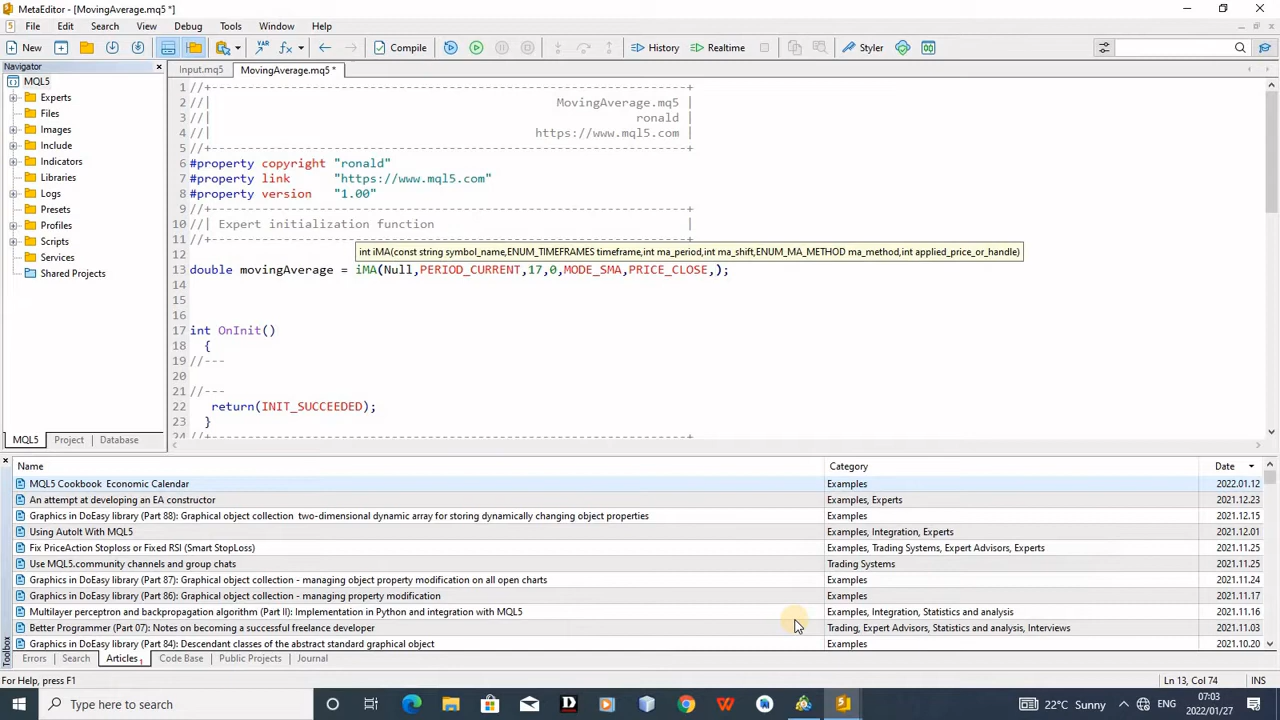 MetaEditor - [MovingAverage.mq5 *]
File Edit Search View Debug Tools Window Help
New Compile History Realtime Styler
Navigator
MQL5
Experts
Files
Images
Include
Indicators
Libraries
Logs
Presets
Profiles
Scripts
Services
Shared Projects
MQL5 Project Database
Input.mq5 MovingAverage.mq5 *
1 //+------------------------------------------------------------------+
2 //| MovingAverage.mq5 |
3 //| ronald |
4 //| https://www.mql5.com |
5 //+------------------------------------------------------------------+
6 #property copyright "ronald"
7 #property link "https://www.mql5.com"
8 #property version "1.00"
9 //+------------------------------------------------------------------+
10 //| Expert initialization function |
11 //+------------------------------------------------------------------+
12 int iMA(const string symbol_name,ENUM_TIMEFRAMES timeframe,int ma_period,int ma_shift,ENUM_MA_METHOD ma_method,int applied_price_or_handle)
13 double movingAverage = iMA(Null,PERIOD_CURRENT,17,0,MODE_SMA,PRICE_CLOSE,);
14
15
16
17 int OnInit()
18 {
19 //---
20
21 //---
22 return(INIT_SUCCEEDED);
23 }
24 //+------------------------------------------------------------------+
Name Category Date
MQL5 Cookbook Economic Calendar Examples 2022.01.12
An attempt at developing an EA constructor Examples, Experts 2021.12.23
Graphics in DoEasy library (Part 88): Graphical object collection two-dimensional dynamic array for storing dynamically changing object properties Examples 2021.12.15
Using AutoIt With MQL5 Examples, Integration, Experts 2021.12.01
Fix PriceAction Stoploss or Fixed RSI (Smart StopLoss) Examples, Trading Systems, Expert Advisors, Experts 2021.11.25
Use MQL5.community channels and group chats Trading Systems 2021.11.25
Graphics in DoEasy library (Part 87): Graphical object collection - managing object property modification on all open charts Examples 2021.11.24
Graphics in DoEasy library (Part 86): Graphical object collection - managing property modification Examples 2021.11.17
Multilayer perceptron and backpropagation algorithm (Part II): Implementation in Python and integration with MQL5 Examples, Integration, Statistics and analysis 2021.11.16
Better Programmer (Part 07): Notes on becoming a successful freelance developer Trading, Expert Advisors, Statistics and analysis, Interviews 2021.11.03
Graphics in DoEasy library (Part 84): Descendant classes of the abstract standard graphical object Examples 2021.10.20
Toolbox
Errors Search Articles 1 Code Base Public Projects Journal
For Help, press F1 Ln 13, Col 74 INS
Type here to search
22°C Sunny ENG 07:03
2022/01/27